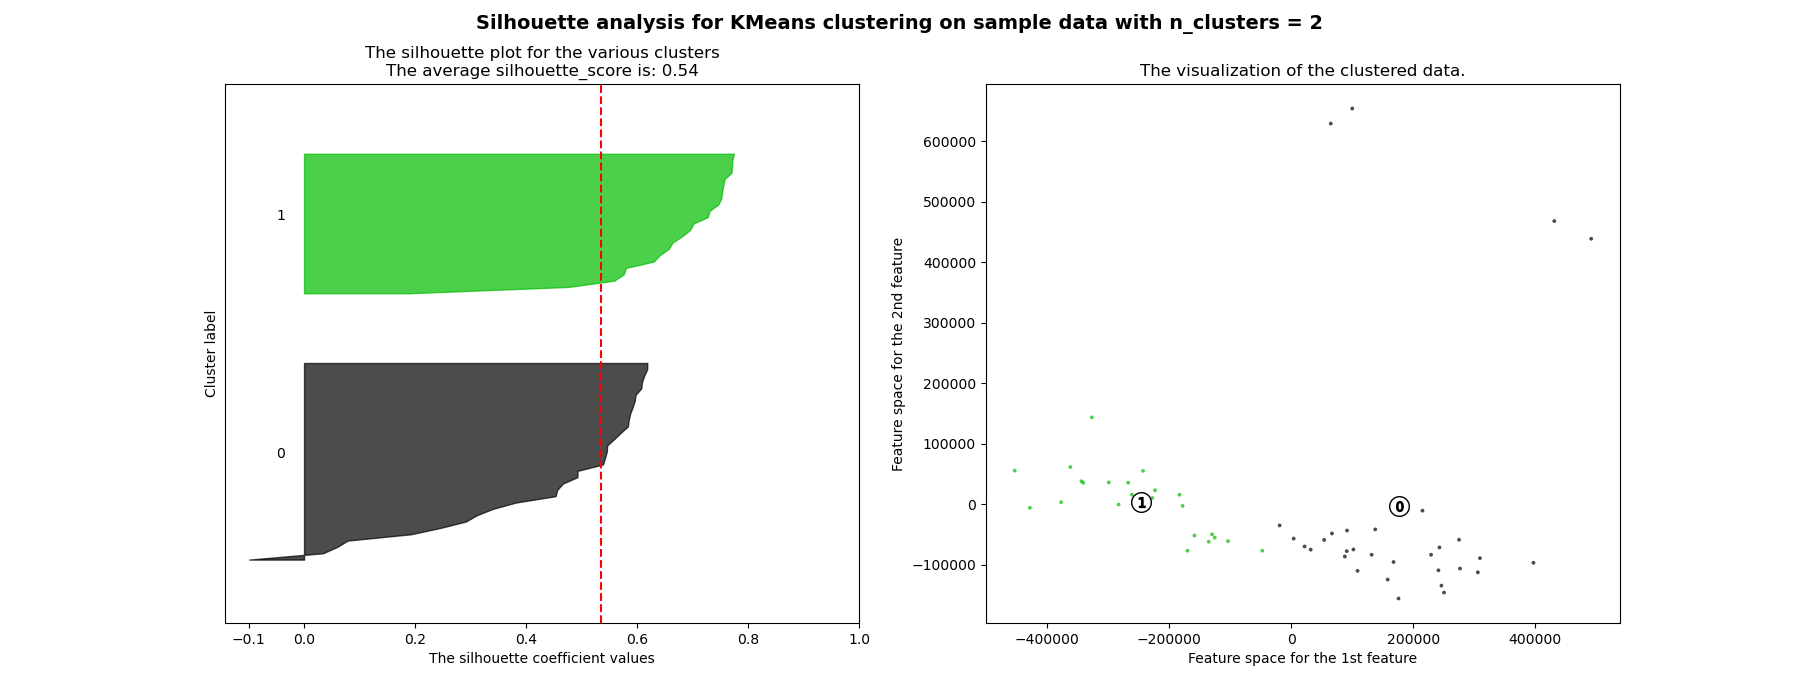 Silhouette analysis for KMeans clustering on sample data with n_clusters = 2
The silhouette plot for the various clusters
The average silhouette_score is: 0.54
Cluster label
1
0
−0.1 0.0 0.2 0.4 0.6 0.8 1.0
The silhouette coefficient values
The visualization of the clustered data.
Feature space for the 2nd feature
600000
500000
400000
300000
200000
100000
0
−100000
1
0
−400000 −200000 0 200000 400000
Feature space for the 1st feature